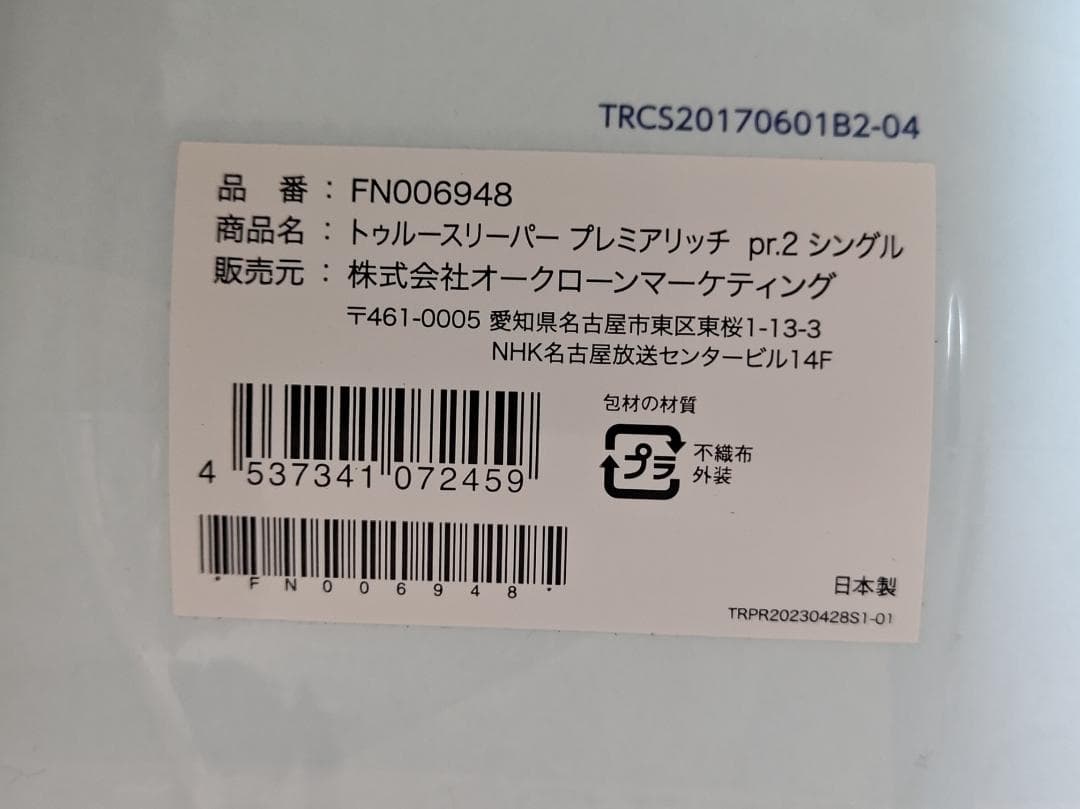 TRCS20170601B2-04
品 番 : FN006948
商品名 : トゥルースリーパー プレミアリッチ pr.2 シングル
販売元 : 株式会社オークローンマーケティング
〒461-0005 愛知県名古屋市東区東桜1-13-3
NHK名古屋放送センタービル14F
包材の材質
プラ
不織布
外装
4 537341 072459
*FN006948*
日本製
TRPR20230428S1-01